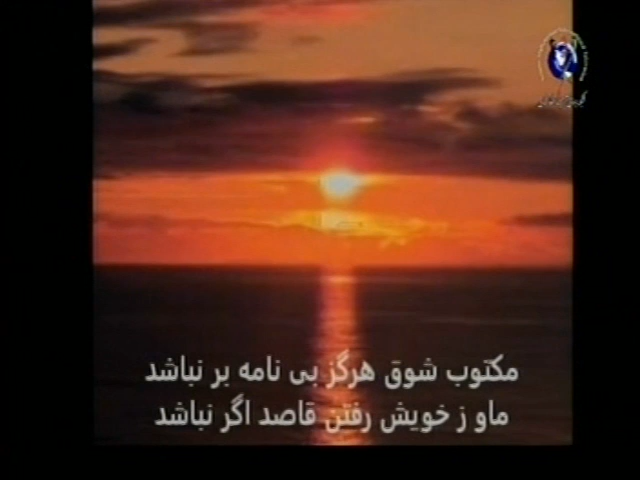 مکتوب شوق هرگز بی نامه بر نباشد
ماو ز خویش رفتن قاصد اگر نباشد